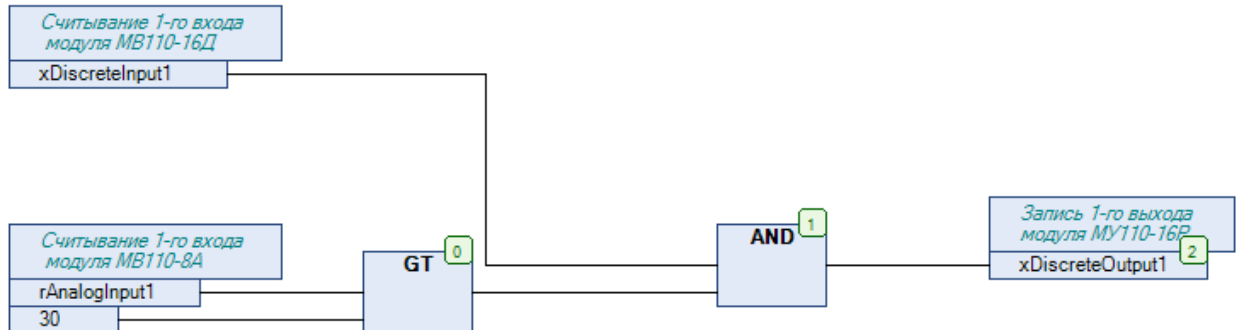 Считывание 1-го входа
модуля МВ110-16Д
xDiscreteInput1
Считывание 1-го входа
модуля МВ110-8А
rAnalogInput1
30
GT
0
AND
1
Запись 1-го выхода
модуля МУ110-16Р
xDiscreteOutput1
2